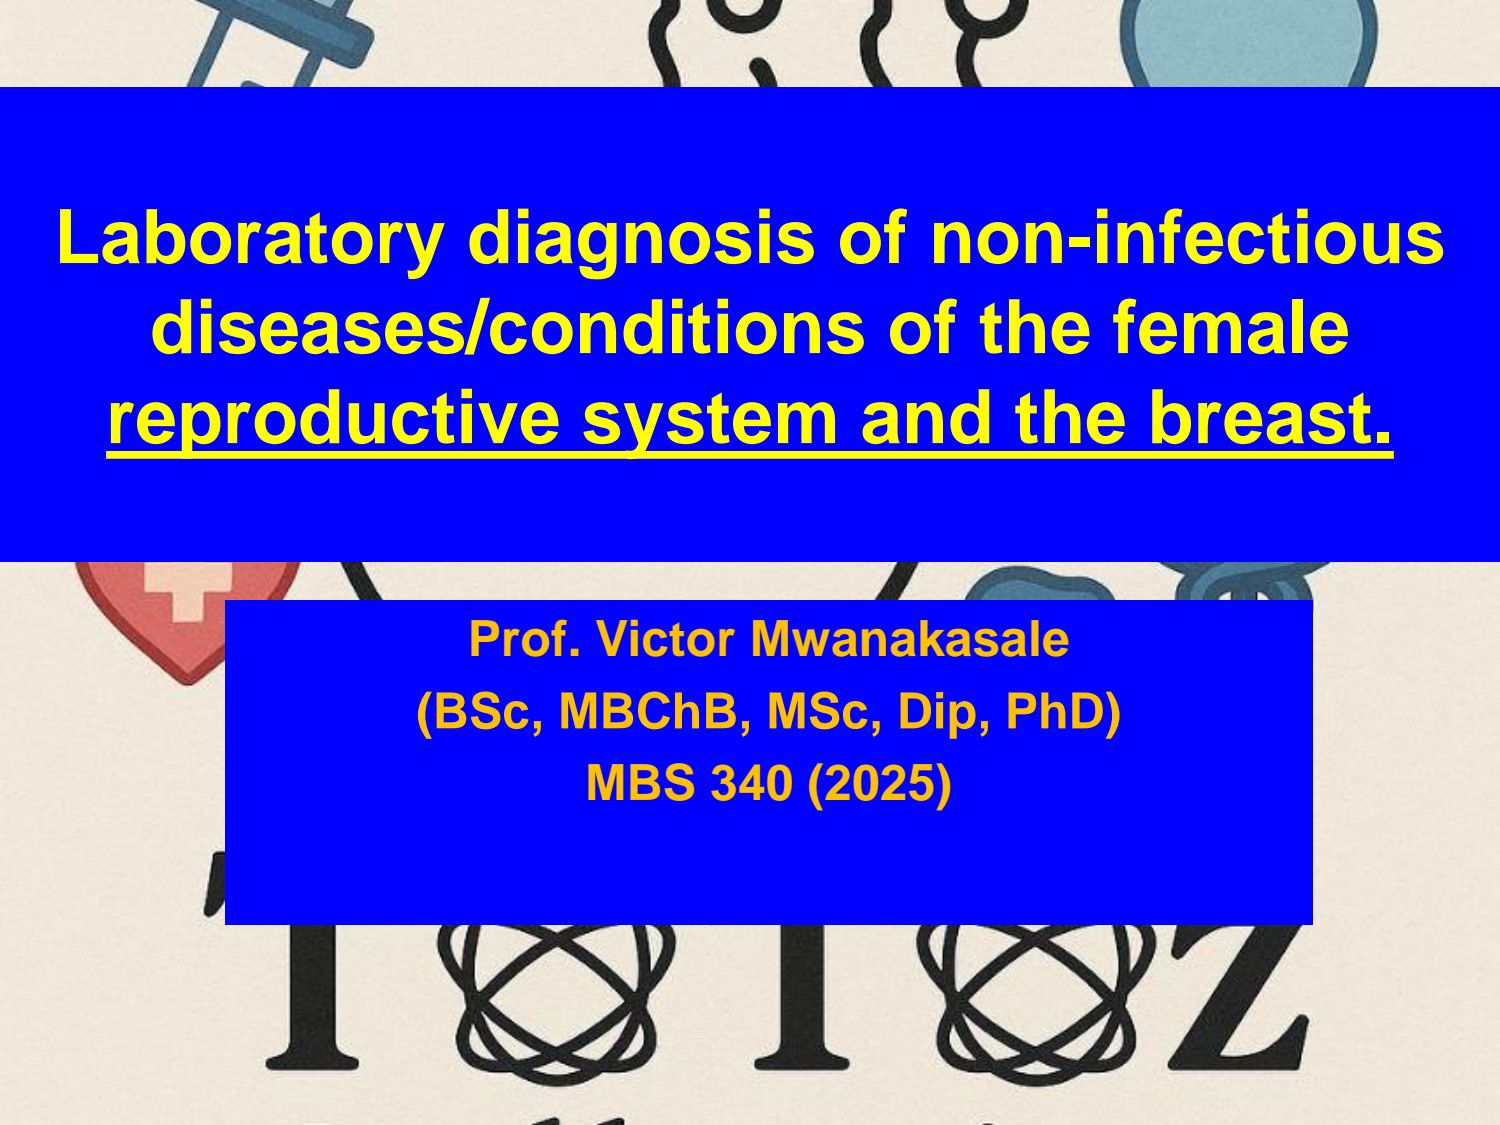 Laboratory diagnosis of non-infectious
diseases/conditions of the female
reproductive system and the breast.
Prof. Victor Mwanakasale
(BSc, MBChB, MSc, Dip, PhD)
MBS 340 (2025)